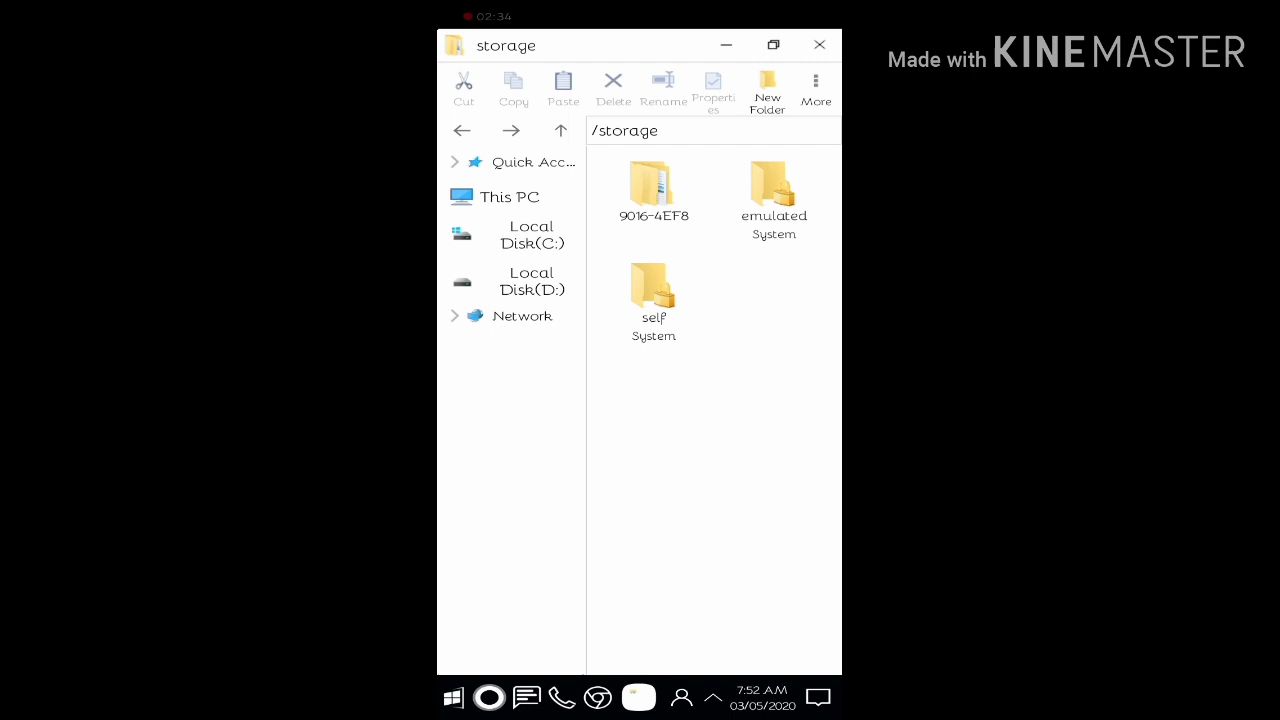 02:34
storage
Made with KINEMASTER
Cut
Copy
Paste
Delete
Rename
Properti
es
New
Folder
More
/storage
Quick Acc...
This PC
Local
Disk(C:)
Local
Disk(D:)
Network
9016-4EF8
emulated
System
self
System
7:52 AM
03/05/2020